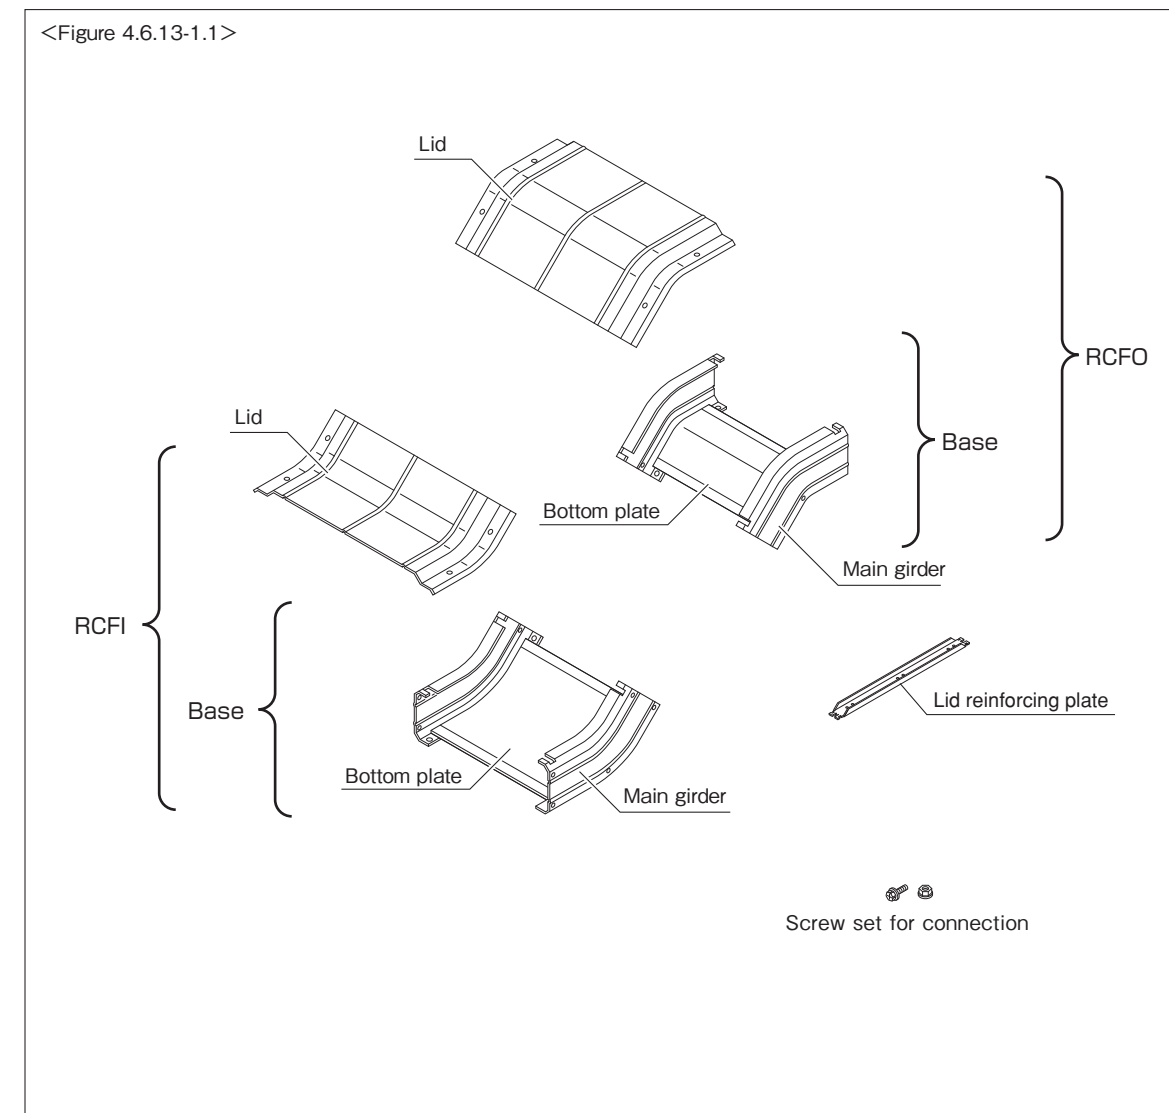 <Figure 4.6.13-1.1>
Lid
RCFO
Lid
Base
Bottom plate
Main girder
RCFI
Base
Lid reinforcing plate
Bottom plate
Main girder
Screw set for connection